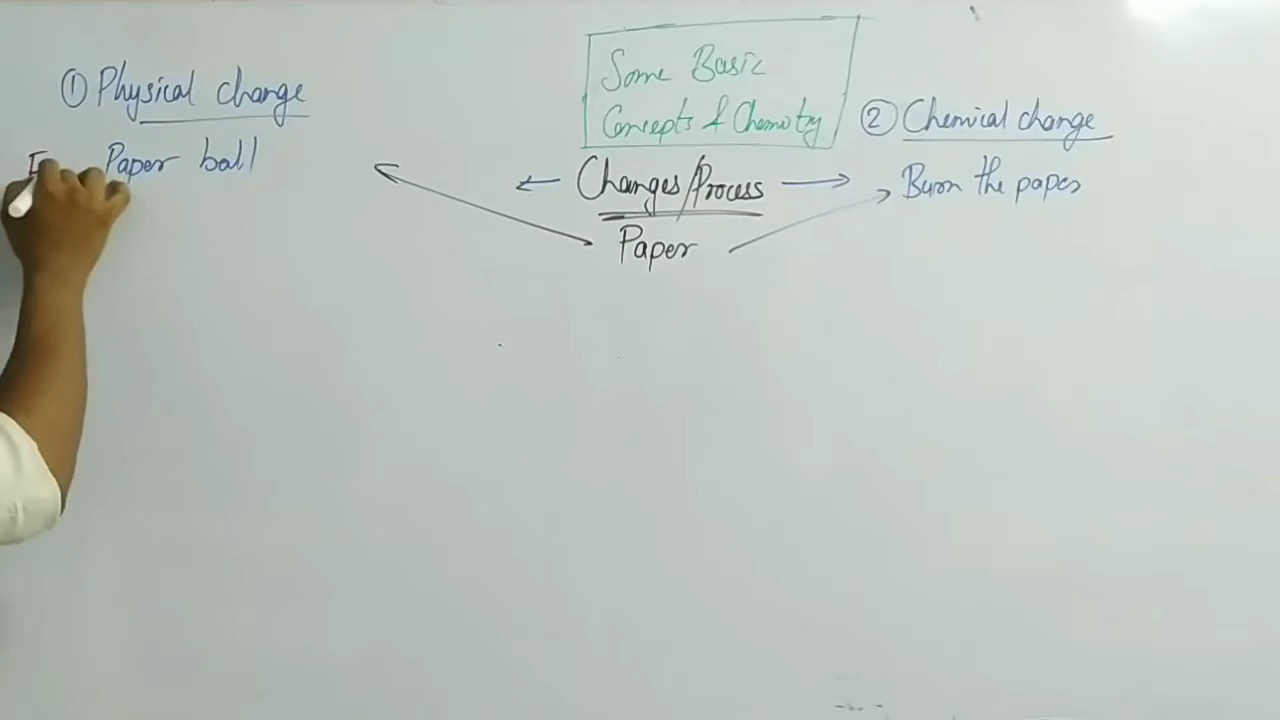 ① Physical change
Paper ball
Some Basic
Concepts of Chemistry
Changes/Process
Paper
② Chemical change
Burn the paper